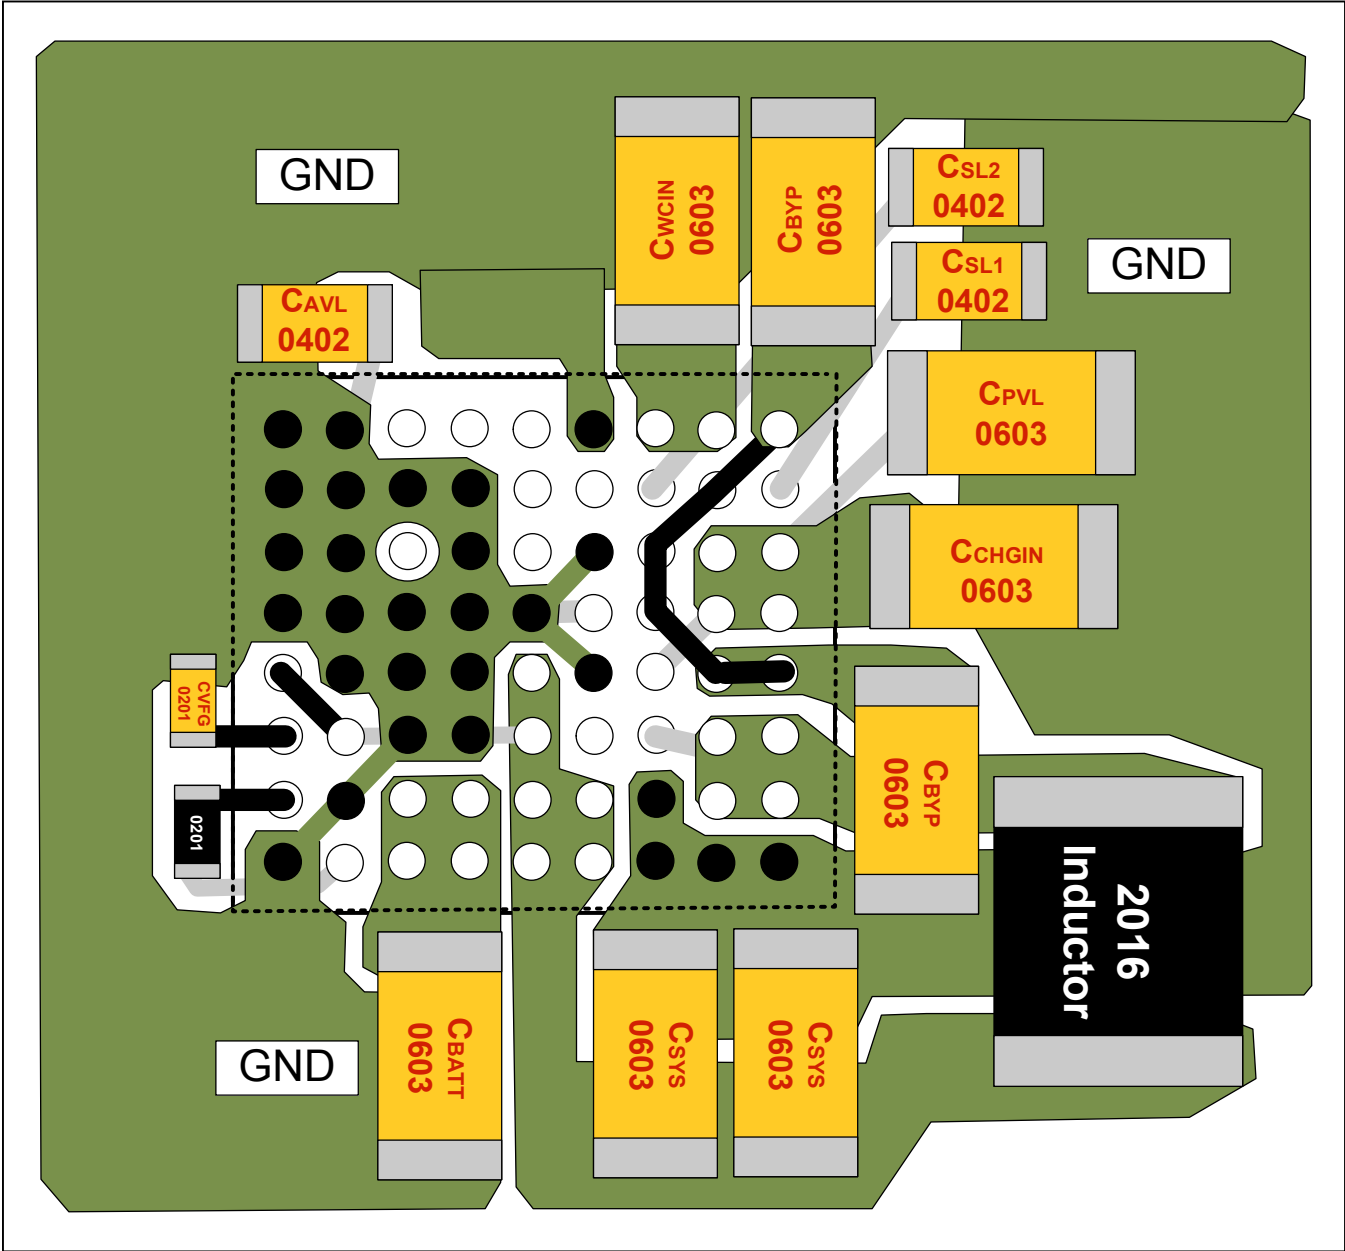 GND
CWCIN
0603
CBYP
0603
CSL2
0402
CSL1
0402
GND
CAVL
0402
CPVL
0603
CCHGIN
0603
CVFG
0201
0201
CBYP
0603
2016
Inductor
GND
CBATT
0603
CSYS
0603
CSYS
0603